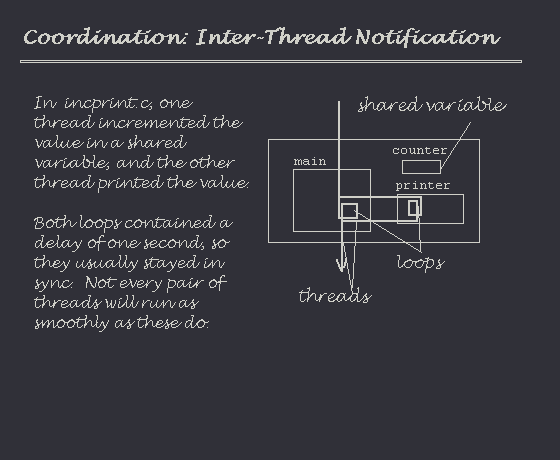 Coordination: Inter-Thread Notification
In incprint.c, one
thread incremented the
value in a shared
variable, and the other
thread printed the value.
Both loops contained a
delay of one second, so
they usually stayed in
sync. Not every pair of
threads will run as
smoothly as these do.
shared variable
counter
main
printer
loops
threads